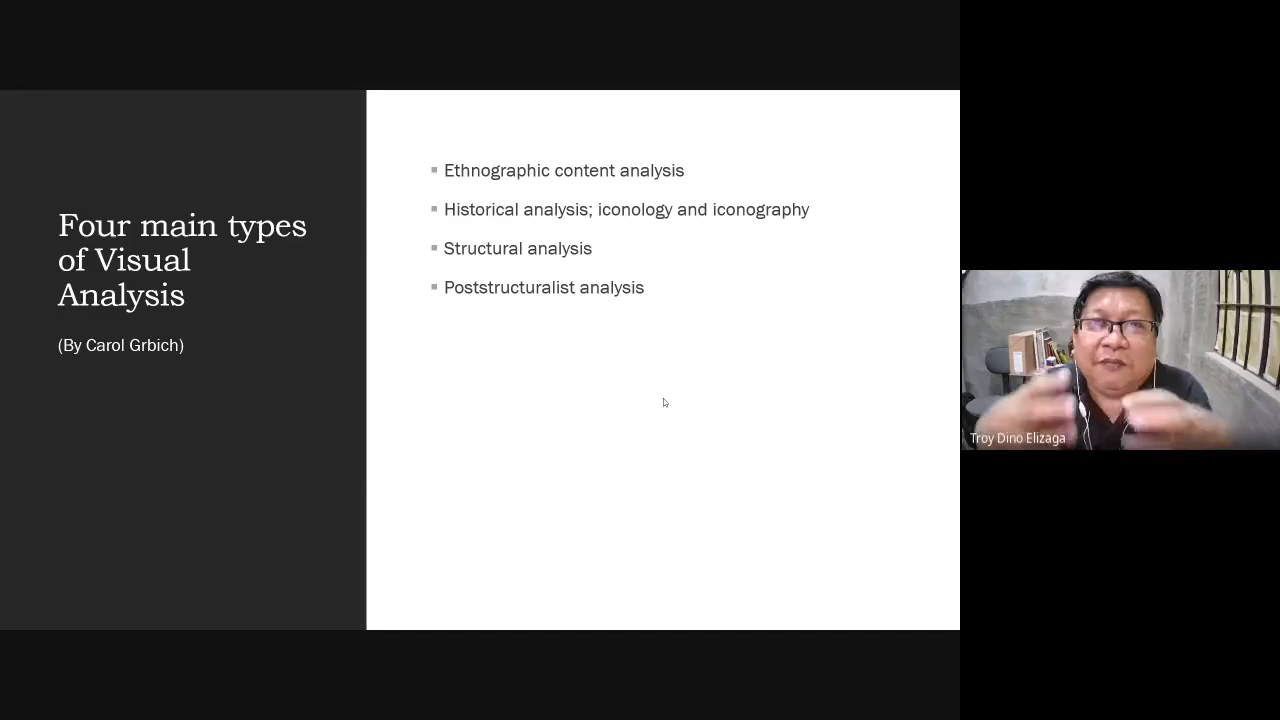 Four main types
of Visual
Analysis
(By Carol Grbich)
Ethnographic content analysis
Historical analysis; iconology and iconography
Structural analysis
Poststructuralist analysis
Troy Dino Elizaga